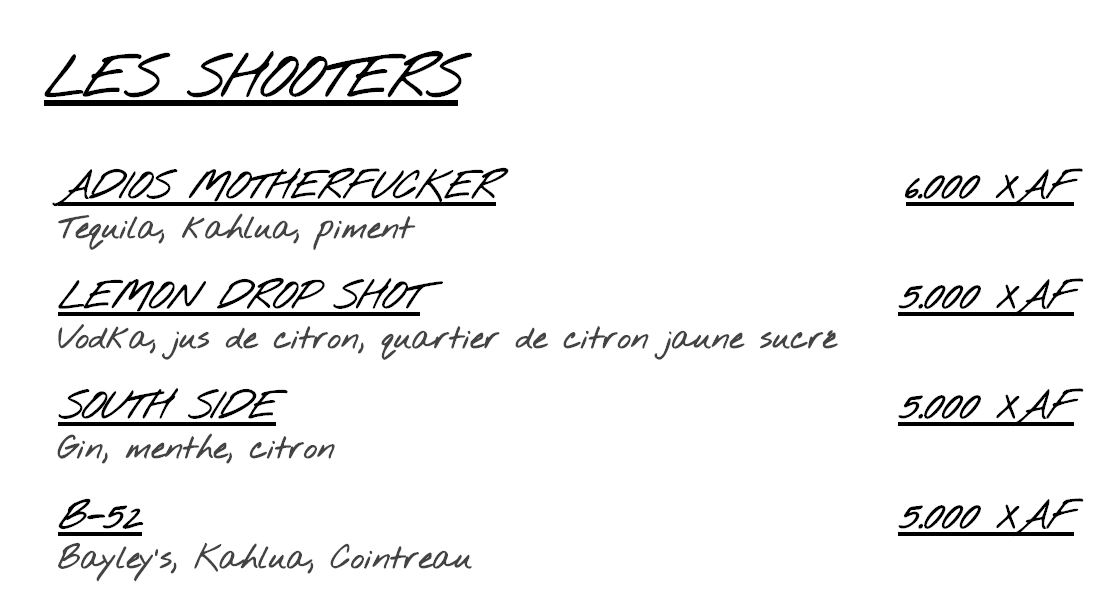 LES SHOOTERS
ADIOS MOTHERFUCKER 6.000 XAF
Tequila, Kahlua, piment
LEMON DROP SHOT 5.000 XAF
Vodka, jus de citron, quartier de citron jaune sucré
SOUTH SIDE 5.000 XAF
Gin, menthe, citron
B-52 5.000 XAF
Bayley's, Kahlua, Cointreau